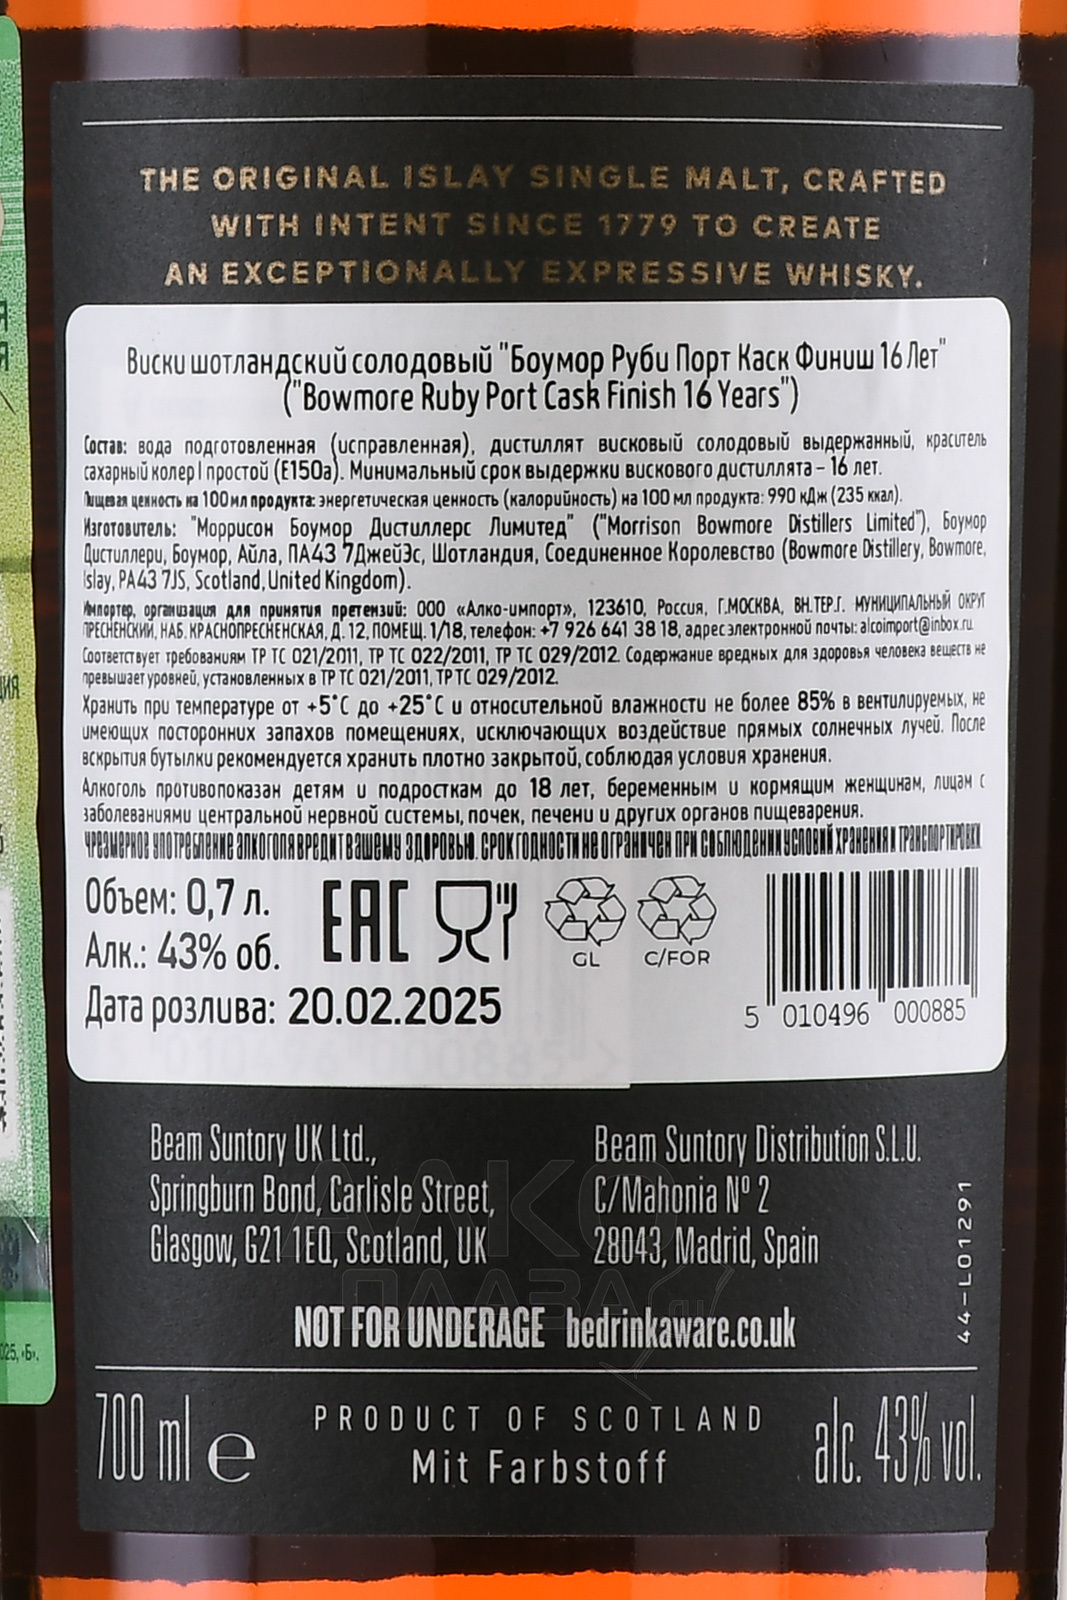 THE ORIGINAL ISLAY SINGLE MALT, CRAFTED
WITH INTENT SINCE 1779 TO CREATE
AN EXCEPTIONALLY EXPRESSIVE WHISKY.
Виски шотландский солодовый "Боумор Руби Порт Каск Финиш 16 Лет"
("Bowmore Ruby Port Cask Finish 16 Years")
Состав: вода подготовленная (исправленная), дистиллят висковый солодовый выдержанный, краситель
сахарный колер I простой (E150a). Минимальный срок выдержки вискового дистиллята – 16 лет.
Пищевая ценность на 100 мл продукта: энергетическая ценность (калорийность) на 100 мл продукта: 990 кДж (235 ккал).
Изготовитель: "Моррисон Боумор Дистиллерс Лимитед" ("Morrison Bowmore Distillers Limited"), Боумор
Дистиллери, Боумор, Айла, ПА43 7ДжейЭс, Шотландия, Соединенное Королевство (Bowmore Distillery, Bowmore,
Islay, PA43 7JS, Scotland, United Kingdom).
Импортер, организация для принятия претензий: ООО «Алко-импорт», 123610, Россия, Г.МОСКВА, ВН.ТЕР.Г. МУНИЦИПАЛЬНЫЙ ОКРУГ
ПРЕСНЕНСКИЙ, НАБ. КРАСНОПРЕСНЕНСКАЯ, Д. 12, ПОМЕЩ. 1/18, телефон: +7 926 641 38 18, адрес электронной почты: alcoimport@inbox.ru
Соответствует требованиям ТР ТС 021/2011, ТР ТС 022/2011, ТР ТС 029/2012. Содержание вредных для здоровья человека веществ не
превышает уровней, установленных в ТР ТС 021/2011, ТР ТС 029/2012.
Хранить при температуре от +5˚С до +25˚С и относительной влажности не более 85% в вентилируемых, не
имеющих посторонних запахов помещениях, исключающих воздействие прямых солнечных лучей. После
вскрытия бутылки рекомендуется хранить плотно закрытой, соблюдая условия хранения.
Алкоголь противопоказан детям и подросткам до 18 лет, беременным и кормящим женщинам, лицам с
заболеваниями центральной нервной системы, почек, печени и других органов пищеварения.
ЧРЕЗМЕРНОЕ УПОТРЕБЛЕНИЕ АЛКОГОЛЯ ВРЕДИТ ВАШЕМУ ЗДОРОВЬЮ. СРОК ГОДНОСТИ НЕ ОГРАНИЧЕН ПРИ СОБЛЮДЕНИИ УСЛОВИЙ ХРАНЕНИЯ И ТРАНСПОРТИРОВКИ
Объем: 0,7 л.
Алк.: 43% об.
Дата розлива: 20.02.2025
EAC
GL
C/FOR
5 010496 000885
Beam Suntory UK Ltd.,
Springburn Bond, Carlisle Street,
Glasgow, G21 1EQ, Scotland, UK
Beam Suntory Distribution S.L.U.
C/Mahonia Nº 2
28043, Madrid, Spain
44-L01291
NOT FOR UNDERAGE bedrinkaware.co.uk
700 ml e
PRODUCT OF SCOTLAND
Mit Farbstoff
alc. 43% vol.
АЛКО
ПЛАЗА.ru